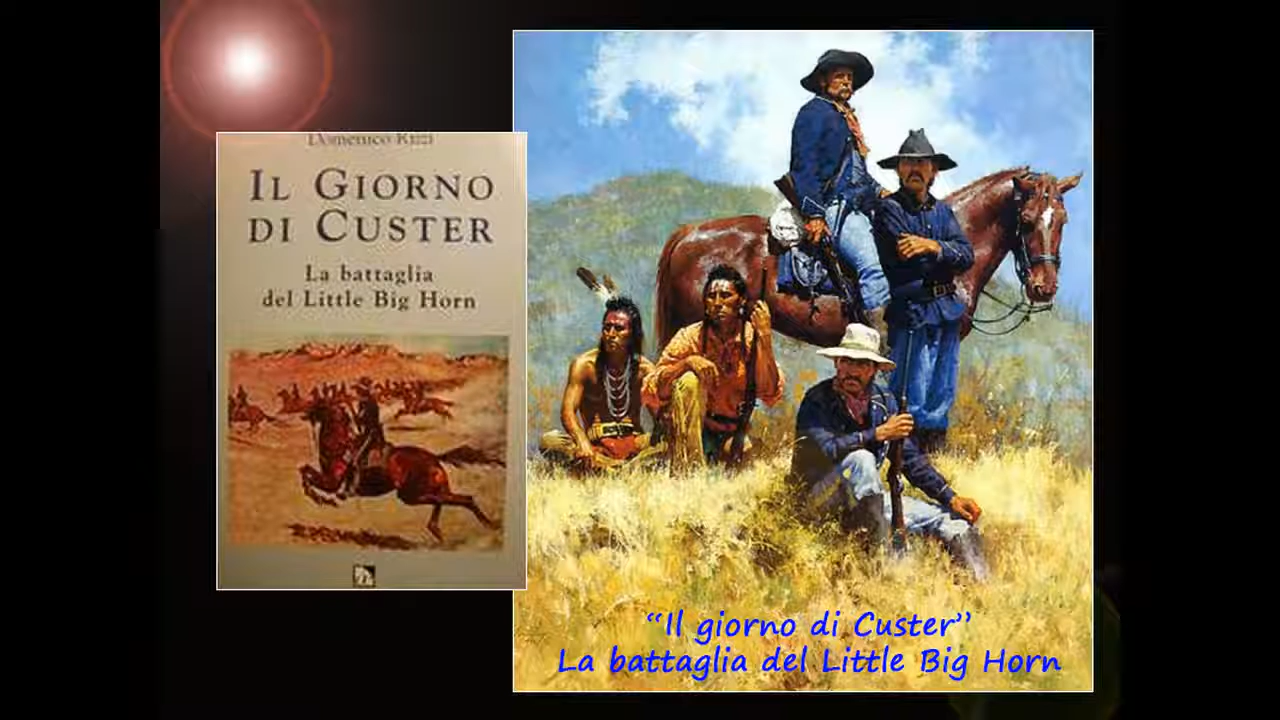 Domenico Rizzi
IL GIORNO
DI CUSTER
La battaglia
del Little Big Horn
“Il giorno di Custer”
La battaglia del Little Big Horn